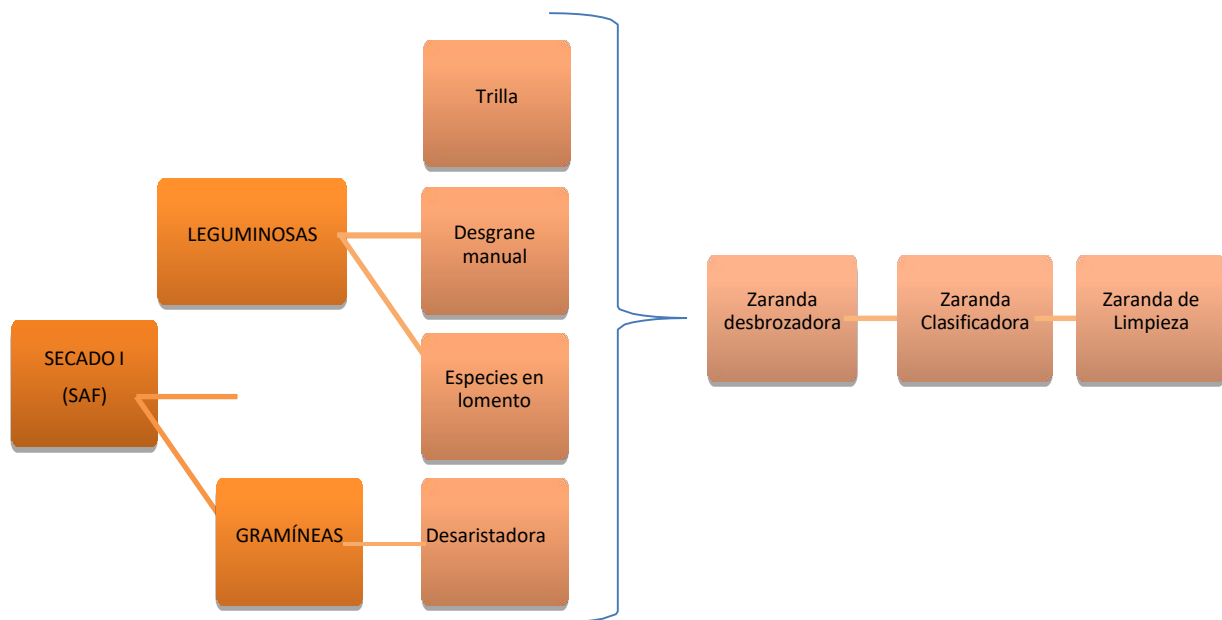 Trilla
LEGUMINOSAS
Desgrane
manual
Zaranda
desbrozadora
Zaranda
Clasificadora
Zaranda de
Limpieza
SECADO I
(SAF)
Especies en
lomento
GRAMÍNEAS
Desaristadora